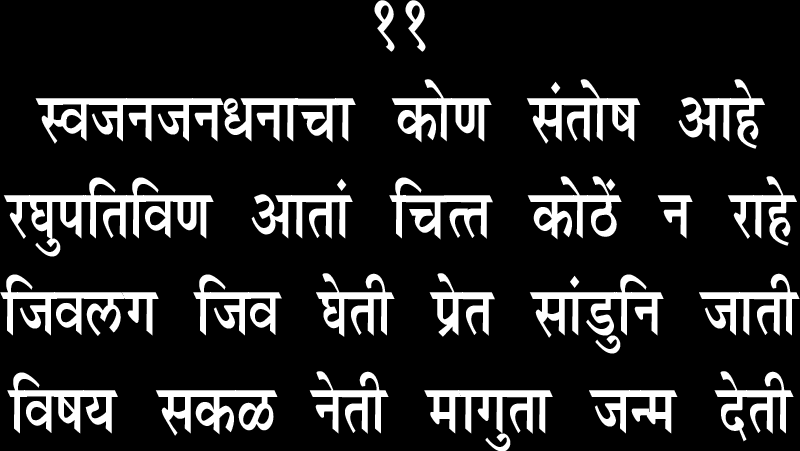 ११
स्वजनजनधनाचा कोण संतोष आहे
रघुपतिविण आतां चित्त कोठें न राहे
जिवलग जिव घेती प्रेत सांडुनि जाती
विषय सकळ नेती मागुता जन्म देती